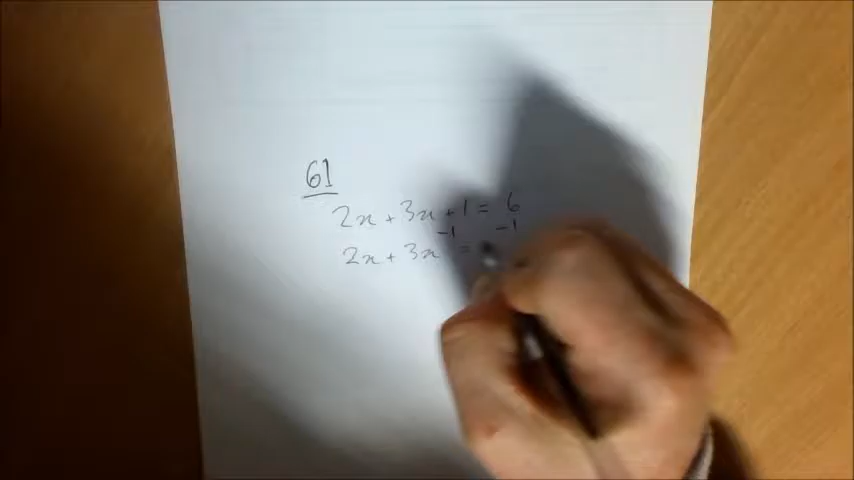 61
2x + 3x + 1 = 6
-1 -1
2x + 3x =